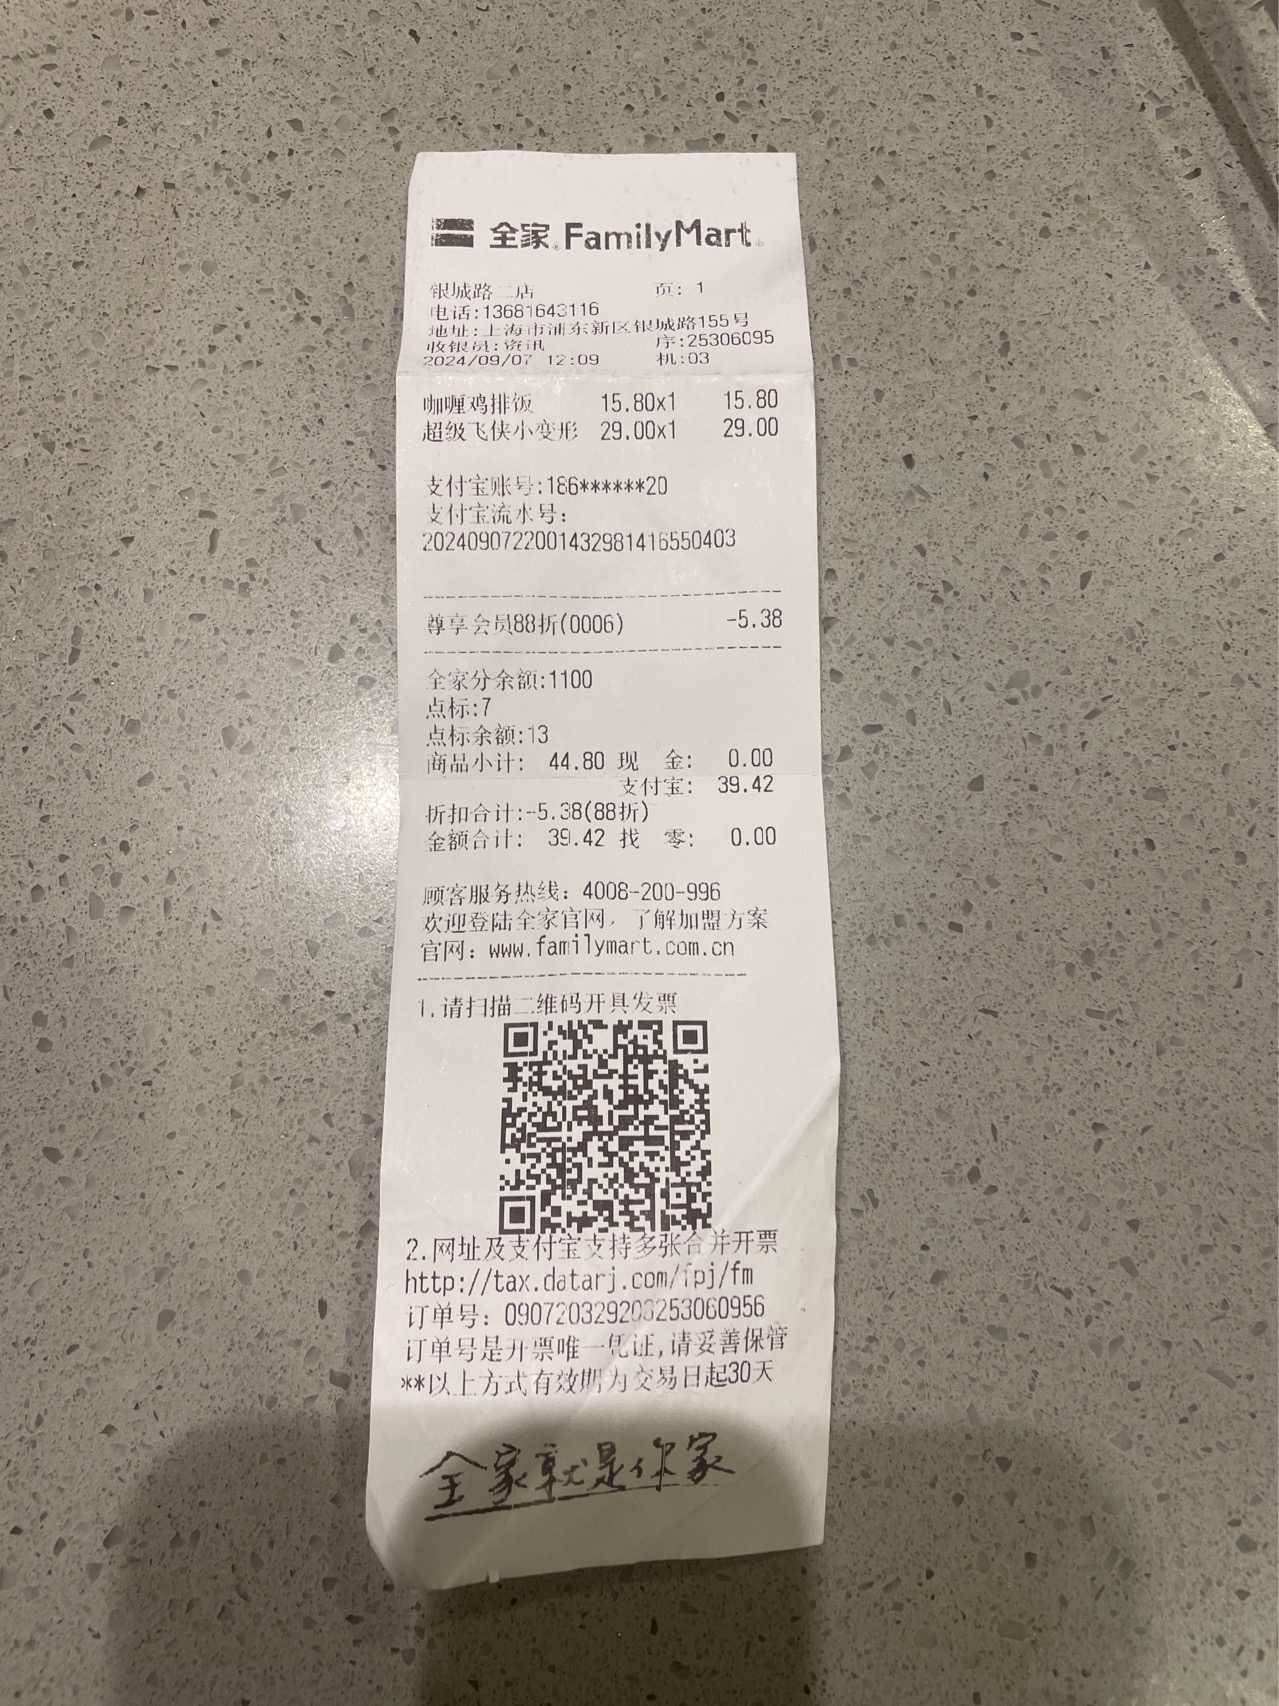 全家 FamilyMart
银城路二店 页: 1
电话:13681643116
地址:上海市浦东新区银城路155号
收银员:资讯 序:25306095
2024/09/07 12:09 机:03
咖喱鸡排饭 15.80x1 15.80
超级飞侠小变形 29.00x1 29.00
支付宝账号:186******20
支付宝流水号:
2024090722001432981416550403
尊享会员88折(0006) -5.38
全家分余额:1100
点标:7
点标余额:13
商品小计: 44.80 现 金: 0.00
支付宝: 39.42
折扣合计:-5.38(88折)
金额合计: 39.42 找 零: 0.00
顾客服务热线: 4008-200-996
欢迎登陆全家官网, 了解加盟方案
官网: www.familymart.com.cn
1.请扫描二维码开具发票
2.网址及支付宝支持多张合并开票
http://tax.datarj.com/fpj/fm
订单号: 090720329203253060956
订单号是开票唯一凭证,请妥善保管
**以上方式有效期为交易日起30天
全家就是你家